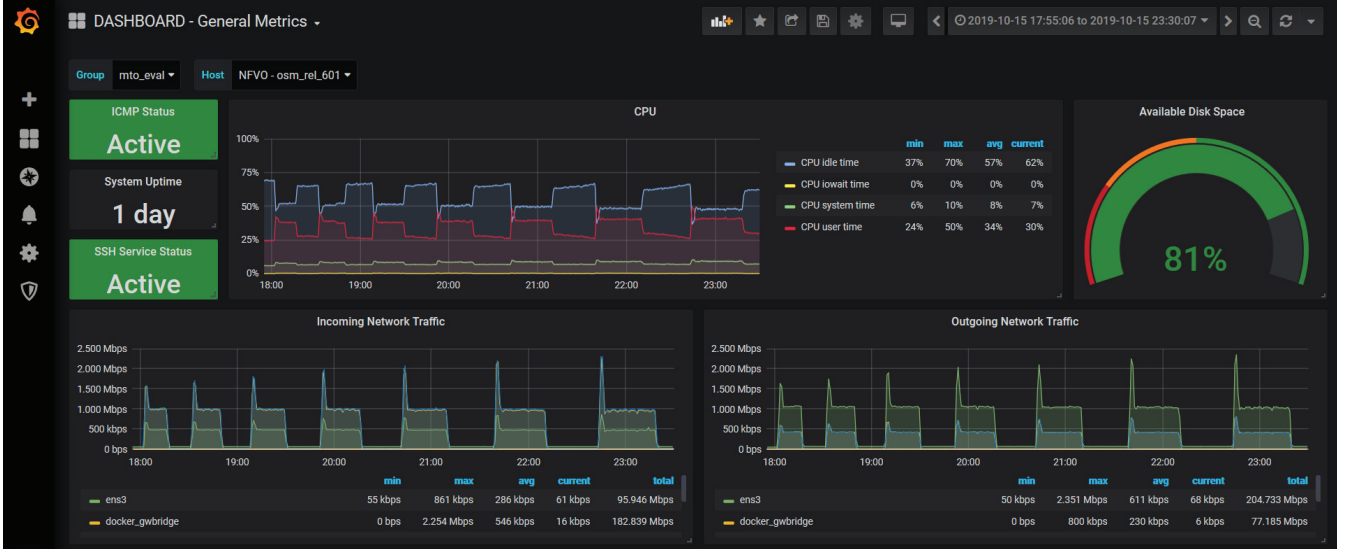 DASHBOARD - General Metrics
2019-10-15 17:55:06 to 2019-10-15 23:30:07
Group mto_eval Host NFVO - osm_rel_601
ICMP Status
Active
System Uptime
1 day
SSH Service Status
Active
CPU
100%
75%
50%
25%
0%
18:00 19:00 20:00 21:00 22:00 23:00
min max avg current
CPU idle time 37% 70% 57% 62%
CPU iowait time 0% 0% 0% 0%
CPU system time 6% 10% 8% 7%
CPU user time 24% 50% 34% 30%
Available Disk Space
81%
Incoming Network Traffic
2.500 Mbps
2.000 Mbps
1.500 Mbps
1.000 Mbps
500 kbps
0 bps
18:00 19:00 20:00 21:00 22:00 23:00
min max avg current total
ens3 55 kbps 861 kbps 286 kbps 61 kbps 95.946 Mbps
docker_gwbridge 0 bps 2.254 Mbps 546 kbps 16 kbps 182.839 Mbps
Outgoing Network Traffic
2.500 Mbps
2.000 Mbps
1.500 Mbps
1.000 Mbps
500 kbps
0 bps
18:00 19:00 20:00 21:00 22:00 23:00
min max avg current total
ens3 50 kbps 2.351 Mbps 611 kbps 68 kbps 204.733 Mbps
docker_gwbridge 0 bps 800 kbps 230 kbps 6 kbps 77.185 Mbps